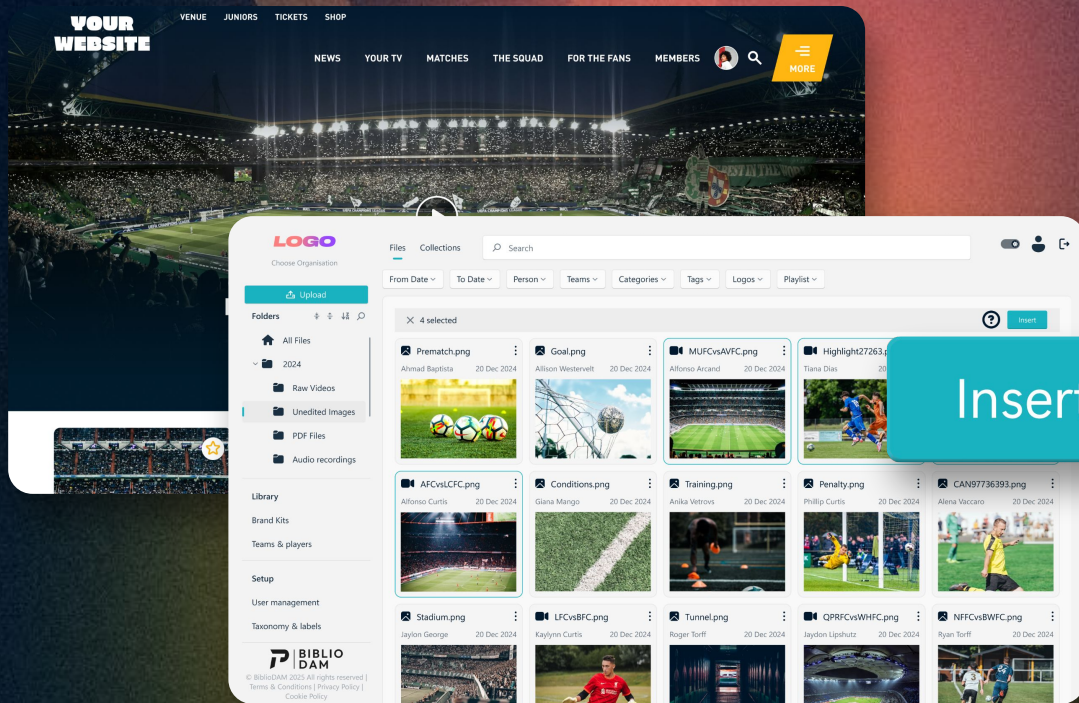 YOUR
WEBSITE
VENUE JUNIORS TICKETS SHOP
NEWS YOUR TV MATCHES THE SQUAD FOR THE FANS MEMBERS
MORE
LOGO
Choose Organisation
Files Collections Search
From Date To Date Person Teams Categories Tags Logos Playlist
Upload
Folders
All Files
2024
Raw Videos
Unedited Images
PDF Files
Audio recordings
Library
Brand Kits
Teams & players
Setup
User management
Taxonomy & labels
BIBLIO
DAM
© BiblioDAM 2025 All rights reserved |
Terms & Conditions | Privacy Policy |
Cookie Policy
4 selected ? Insert
Prematch.png Goal.png MUFCvsAVFC.png Highlight27263.p
Ahmad Baptista 20 Dec 2024 Allison Westervelt 20 Dec 2024 Alfonso Arcand 20 Dec 2024 Tiana Dias 20
Insert
AFCvsLCFC.png Conditions.png Training.png Penalty.png CAN97736393.png
Alfonso Curtis 20 Dec 2024 Giana Mango 20 Dec 2024 Anika Vetrovs 20 Dec 2024 Phillip Curtis 20 Dec 2024 Alena Vaccaro 20 Dec 2024
Stadium.png LFCvsBFC.png Tunnel.png QPRFCvsWHFC.png NFFCvsBWFC.png
Jaylon George 20 Dec 2024 Kaylynn Curtis 20 Dec 2024 Roger Torff 20 Dec 2024 Jaydon Lipshutz 20 Dec 2024 Ryan Torff 20 Dec 2024